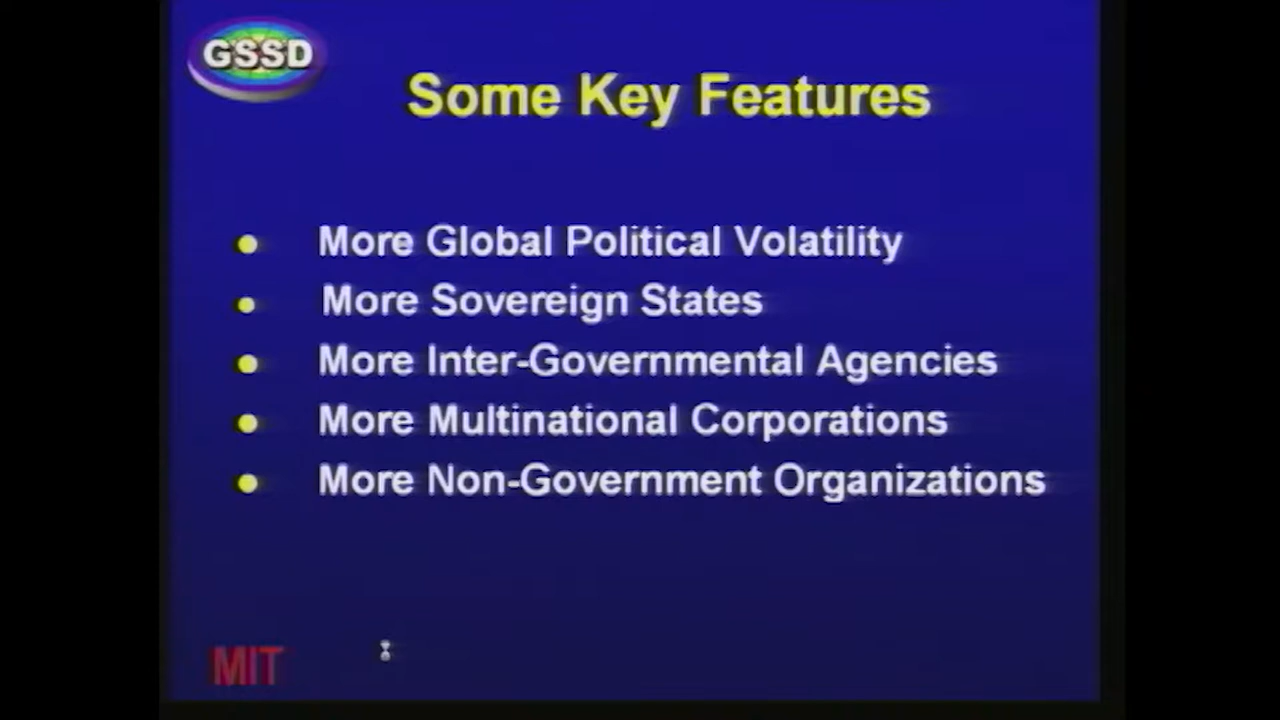 GSSD
Some Key Features
More Global Political Volatility
More Sovereign States
More Inter-Governmental Agencies
More Multinational Corporations
More Non-Government Organizations
MIT